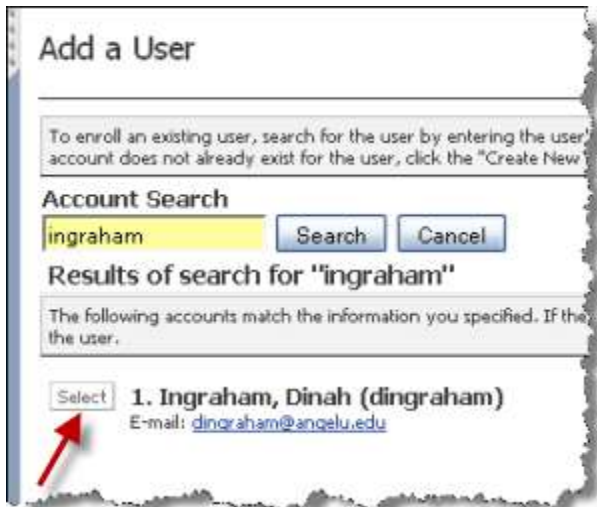 Add a User
To enroll an existing user, search for the user by entering the user'
account does not already exist for the user, click the "Create New
Account Search
ingraham Search Cancel
Results of search for "ingraham"
The following accounts match the information you specified. If the
the user.
Select 1. Ingraham, Dinah (dingraham)
E-mail: dingraham@angelu.edu